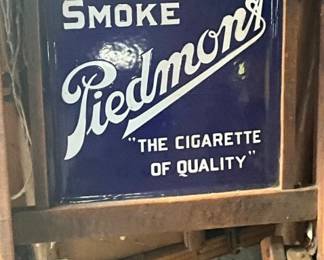 SMOKE
Piedmont
"THE CIGARETTE
OF QUALITY"